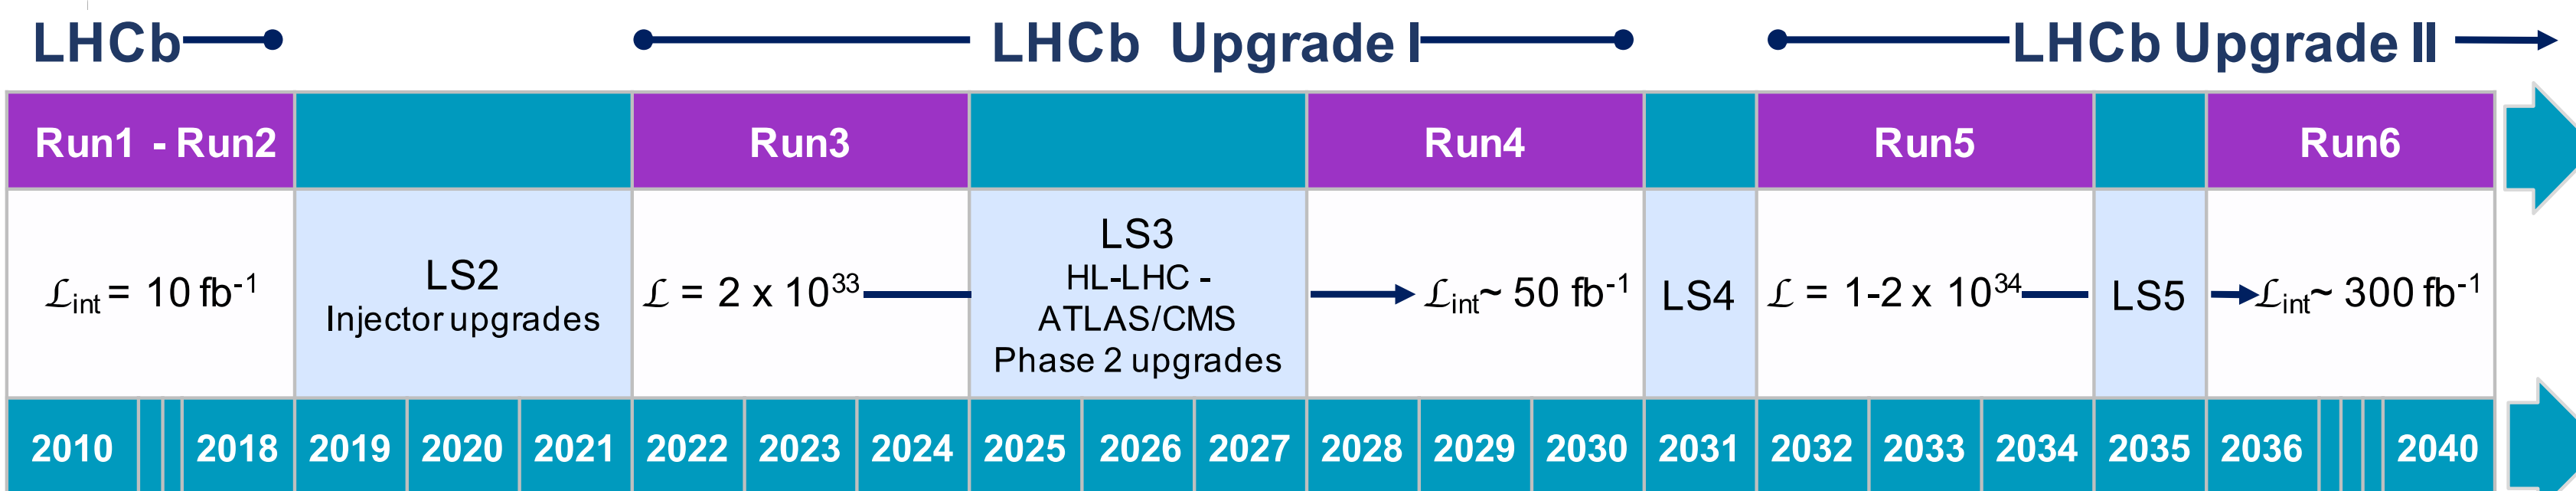 LHCb
LHCb Upgrade I
LHCb Upgrade II
Run1 - Run2
Run3
Run4
Run5
Run6
ℒint = 10 fb-1
LS2
Injector upgrades
ℒ = 2 x 10³³
LS3
HL-LHC -
ATLAS/CMS
Phase 2 upgrades
ℒint~ 50 fb-1
LS4
ℒ = 1-2 x 10³⁴
LS5
ℒint~ 300 fb-1
2010 2018 2019 2020 2021 2022 2023 2024 2025 2026 2027 2028 2029 2030 2031 2032 2033 2034 2035 2036 2040